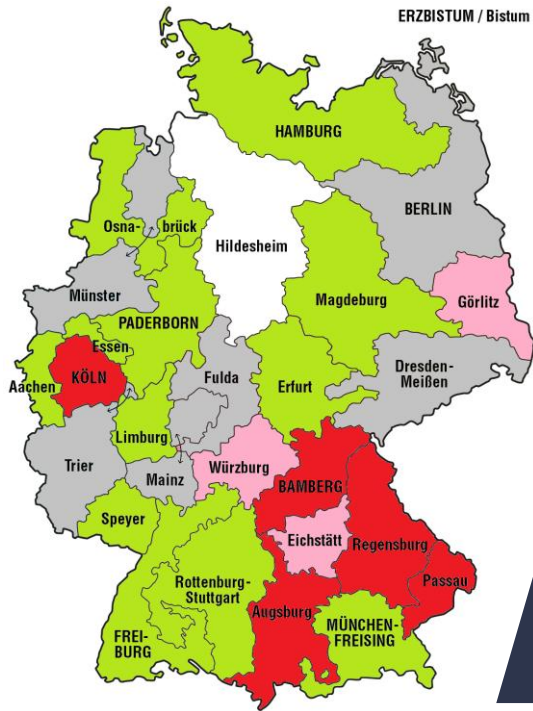 ERZBISTUM / Bistum
HAMBURG
BERLIN
Osna-
brück
Hildesheim
Münster
Magdeburg
Görlitz
PADERBORN
Essen
KÖLN
Aachen
Fulda
Erfurt
Dresden-
Meißen
Limburg
Trier
Mainz
Würzburg
BAMBERG
Speyer
Eichstätt
Regensburg
Rottenburg-
Stuttgart
Passau
Augsburg
FREI-
BURG
MÜNCHEN-
FREISING